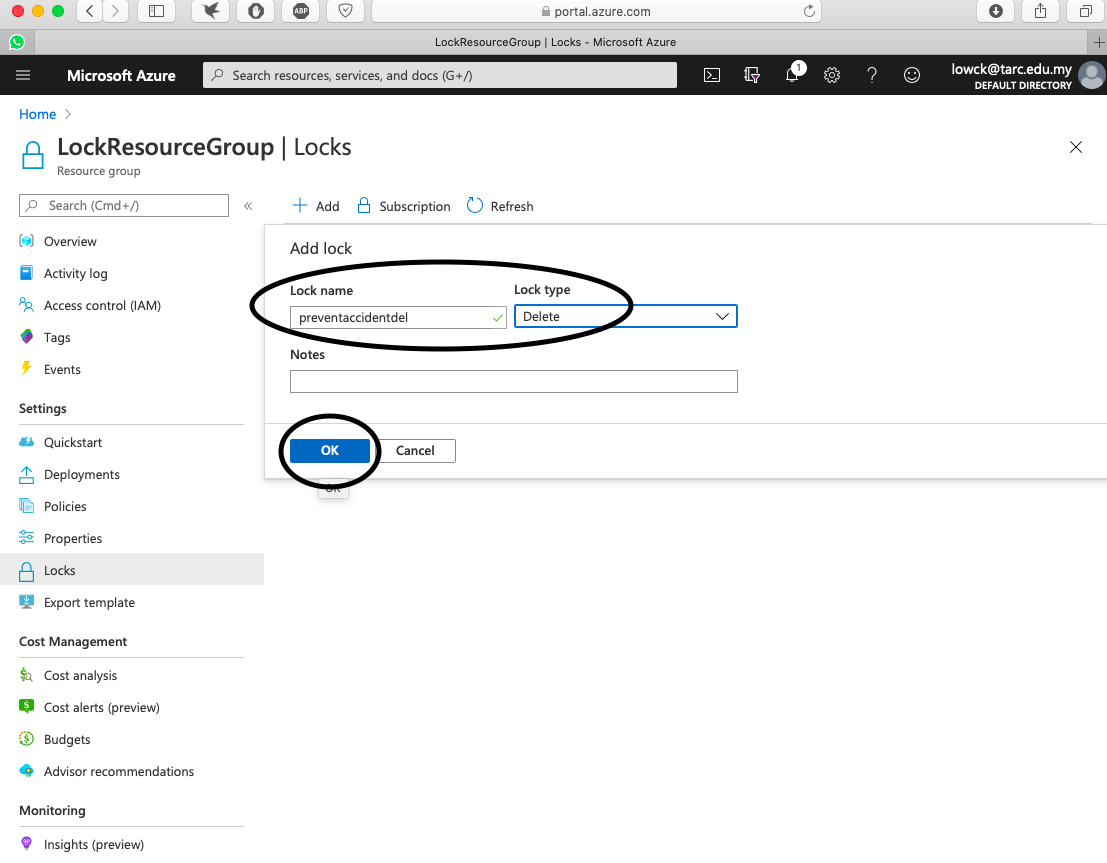 ABP
portal.azure.com
LockResourceGroup | Locks - Microsoft Azure
Microsoft Azure
Search resources, services, and docs (G+/)
1
lowck@tarc.edu.my
DEFAULT DIRECTORY
Home
LockResourceGroup | Locks
Resource group
Search (Cmd+/)
«
Add
Subscription
Refresh
Overview
Activity log
Access control (IAM)
Tags
Events
Settings
Quickstart
Deployments
Policies
Properties
Locks
Export template
Cost Management
Cost analysis
Cost alerts (preview)
Budgets
Advisor recommendations
Monitoring
Insights (preview)
Add lock
Lock name
Lock type
preventaccidentdel
Delete
Notes
OK
Cancel
OK